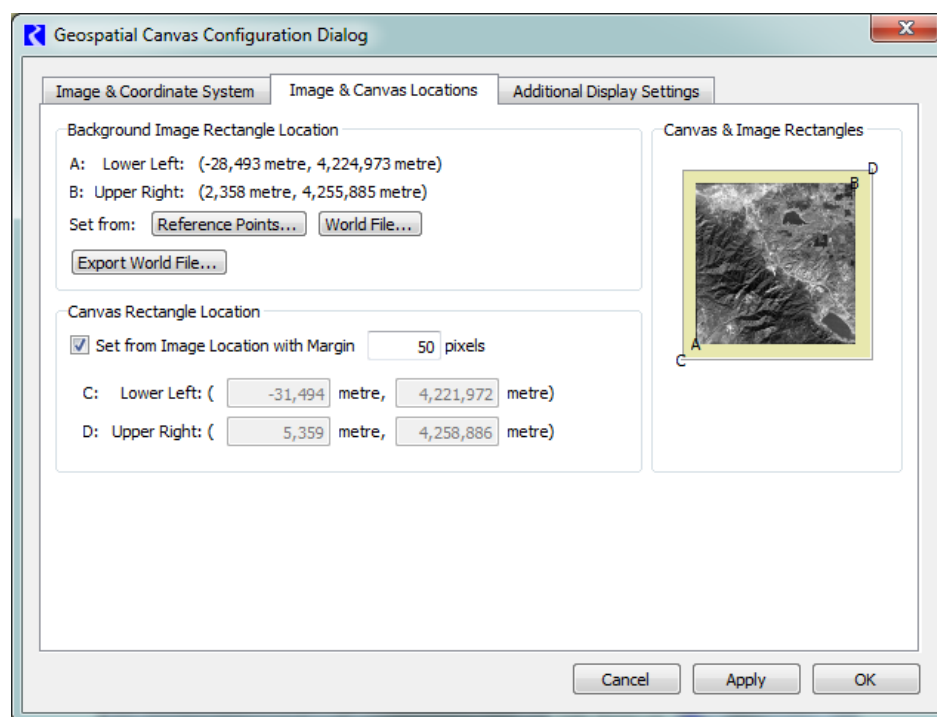 Geospatial Canvas Configuration Dialog
Image & Coordinate System Image & Canvas Locations Additional Display Settings
Background Image Rectangle Location
A: Lower Left: (-28,493 metre, 4,224,973 metre)
B: Upper Right: (2,358 metre, 4,255,885 metre)
Set from: Reference Points... World File...
Export World File...
Canvas Rectangle Location
Set from Image Location with Margin 50 pixels
C: Lower Left: ( -31,494 metre, 4,221,972 metre)
D: Upper Right: ( 5,359 metre, 4,258,886 metre)
Canvas & Image Rectangles
D
B
A
C
Cancel Apply OK